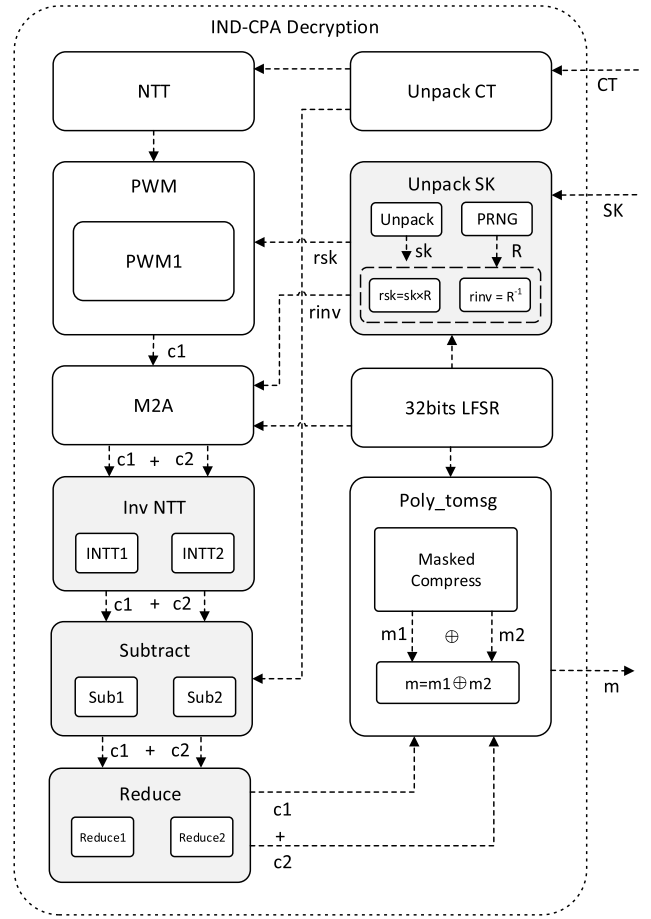 IND-CPA Decryption
NTT
Unpack CT
CT
PWM
PWM1
Unpack SK
Unpack
PRNG
sk
R
rsk=sk×R
rinv = R⁻¹
SK
rsk
rinv
c1
M2A
32bits LFSR
c1 + c2
Inv NTT
INTT1
INTT2
c1 + c2
Subtract
Sub1
Sub2
c1 + c2
Reduce
Reduce1
Reduce2
c1
+
c2
Poly_tomsg
Masked
Compress
m1 ⊕ m2
m=m1⊕m2
m